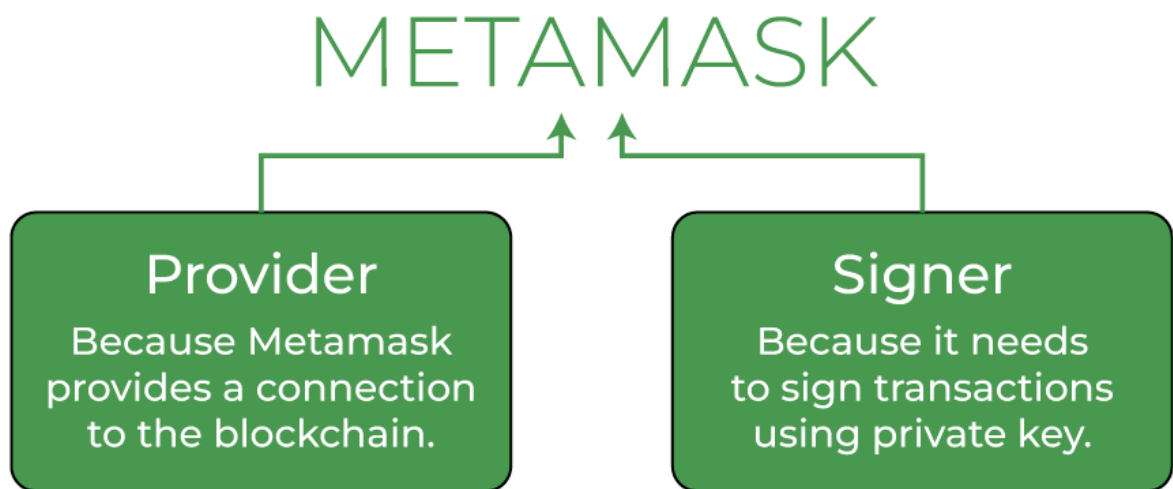 METAMASK
Provider
Because Metamask
provides a connection
to the blockchain.
Signer
Because it needs
to sign transactions
using private key.